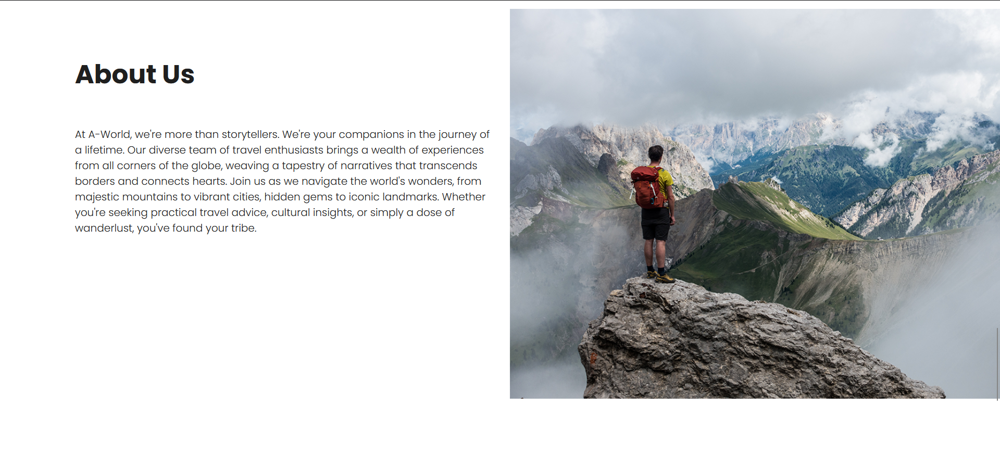 About Us
At A-World, we're more than storytellers. We're your companions in the journey of
a lifetime. Our diverse team of travel enthusiasts brings a wealth of experiences
from all corners of the globe, weaving a tapestry of narratives that transcends
borders and connects hearts. Join us as we navigate the world's wonders, from
majestic mountains to vibrant cities, hidden gems to iconic landmarks. Whether
you're seeking practical travel advice, cultural insights, or simply a dose of
wanderlust, you've found your tribe.